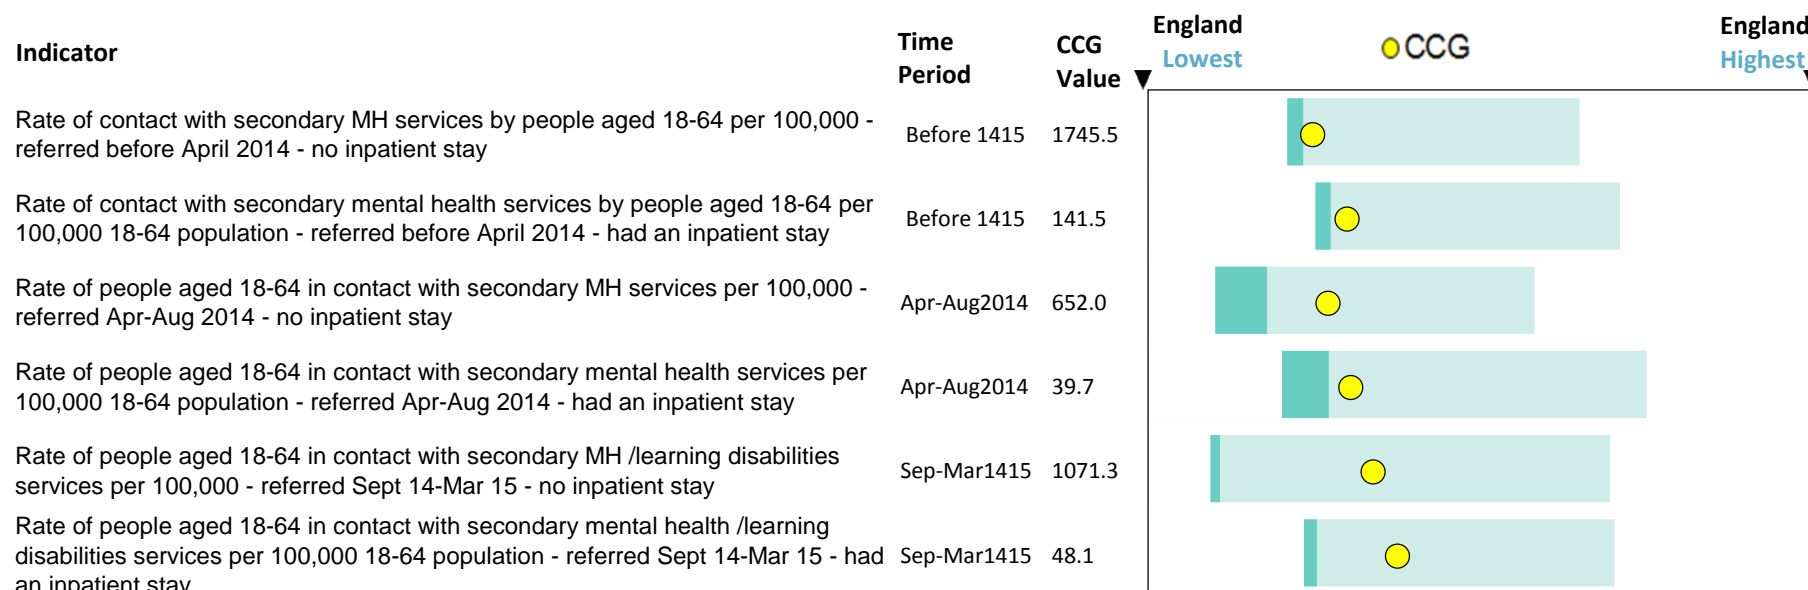 Indicator
Time
Period
CCG
Value
England
Lowest
CCG
England
Highest
Rate of contact with secondary MH services by people aged 18-64 per 100,000 -
referred before April 2014 - no inpatient stay
Before 1415
1745.5
Rate of contact with secondary mental health services by people aged 18-64 per
100,000 18-64 population - referred before April 2014 - had an inpatient stay
Before 1415
141.5
Rate of people aged 18-64 in contact with secondary MH services per 100,000 -
referred Apr-Aug 2014 - no inpatient stay
Apr-Aug2014
652.0
Rate of people aged 18-64 in contact with secondary mental health services per
100,000 18-64 population - referred Apr-Aug 2014 - had an inpatient stay
Apr-Aug2014
39.7
Rate of people aged 18-64 in contact with secondary MH /learning disabilities
services per 100,000 - referred Sept 14-Mar 15 - no inpatient stay
Sep-Mar1415
1071.3
Rate of people aged 18-64 in contact with secondary mental health /learning
disabilities services per 100,000 18-64 population - referred Sept 14-Mar 15 - had
an inpatient stay
Sep-Mar1415
48.1